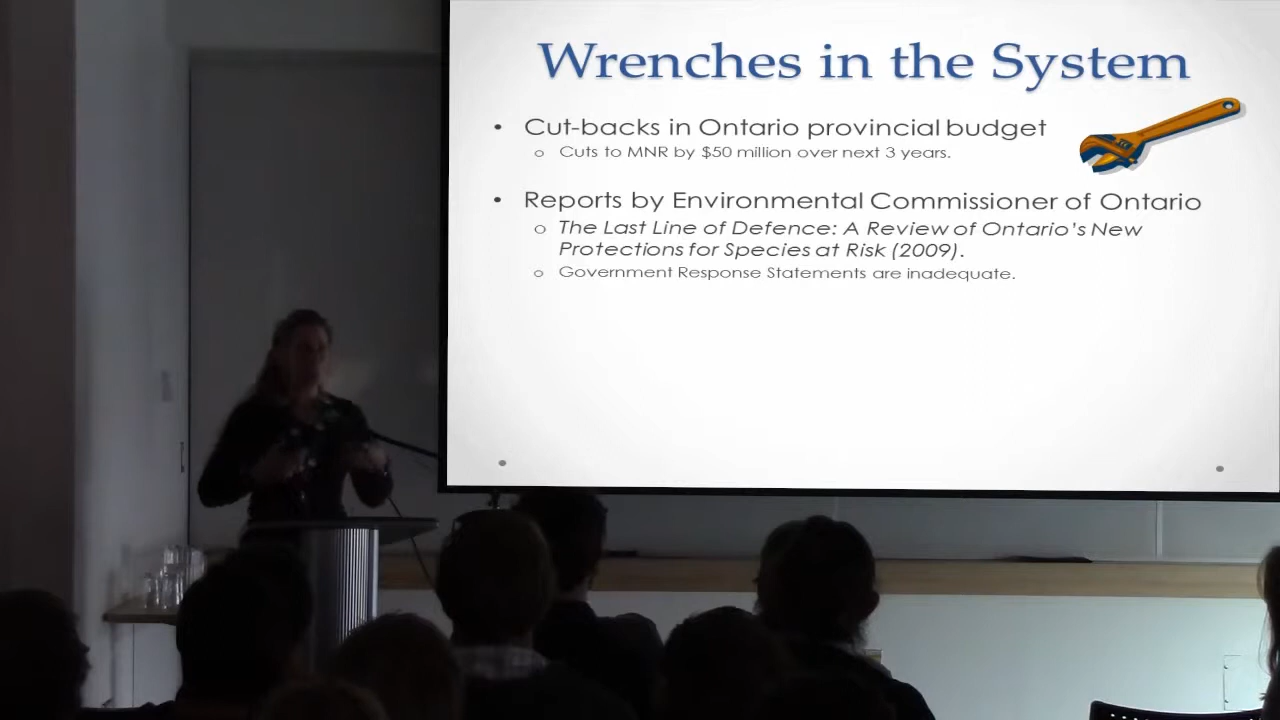 Wrenches in the System
• Cut-backs in Ontario provincial budget
o Cuts to MNR by $50 million over next 3 years.
• Reports by Environmental Commissioner of Ontario
o The Last Line of Defence: A Review of Ontario's New
Protections for Species at Risk (2009).
o Government Response Statements are inadequate.